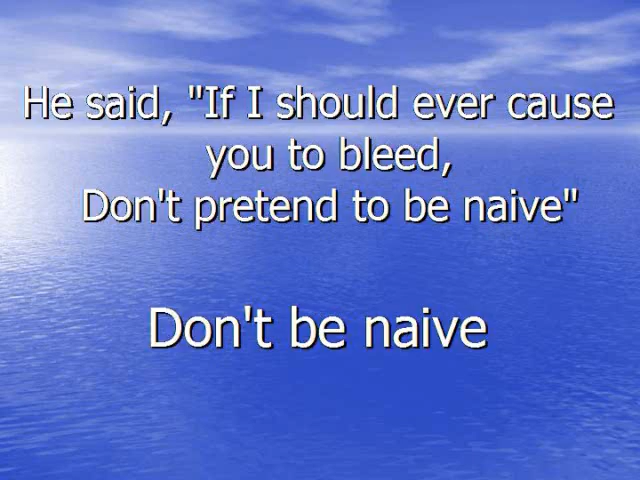 He said, "If I should ever cause
you to bleed,
Don't pretend to be naive"
Don't be naive